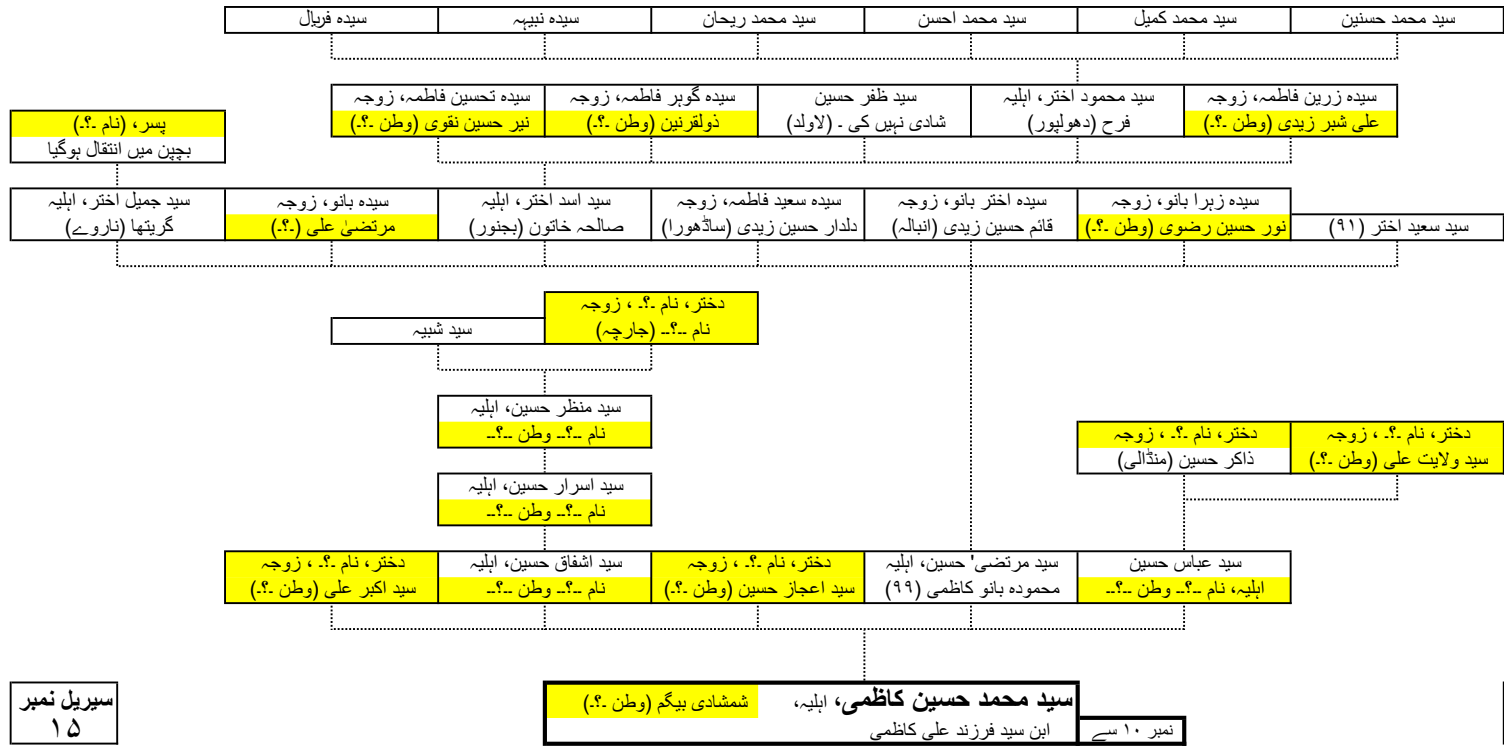 سید محمد حسنین
سید محمد کمیل
سید محمد احسن
سید محمد ریحان
سیدہ نبیہہ
سیدہ فریال
سیدہ زرین فاطمہ، زوجہ
علی شبر زیدی (وطن ۔؟۔)
سید محمود اختر، اہلیہ
فرح (دھولپور)
سید ظفر حسین
شادی نہیں کی ۔ (لاولد)
سیدہ گوہر فاطمہ، زوجہ
ذولقرنین (وطن ۔؟۔)
سیدہ تحسین فاطمہ، زوجہ
نیر حسین نقوی (وطن ۔؟۔)
پسر، (نام ۔؟۔)
بچپن میں انتقال ہوگیا
سید سعید اختر (۹۱)
سیدہ زہرا بانو، زوجہ
نور حسین رضوی (وطن ۔؟۔)
سیدہ اختر بانو، زوجہ
قائم حسین زیدی (انبالہ)
سیدہ سعید فاطمہ، زوجہ
دلدار حسین زیدی (ساڈھورا)
سید اسد اختر، اہلیہ
صالحہ خاتون (بجنور)
سیدہ بانو، زوجہ
مرتضیٰ علی (۔؟۔)
سید جمیل اختر، اہلیہ
گریتھا (ناروے)
دختر، نام ۔؟۔ ، زوجہ
نام ۔۔؟۔۔ (جارچہ)
سید شبیہ
سید منظر حسین، اہلیہ
نام ۔۔؟۔۔ وطن ۔۔؟۔۔
دختر، نام ۔؟۔ ، زوجہ
سید ولایت علی (وطن ۔؟۔)
دختر، نام ۔؟۔ ، زوجہ
ذاکر حسین (منڈالی)
سید اسرار حسین، اہلیہ
نام ۔۔؟۔۔ وطن ۔۔؟۔۔
سید عباس حسین
اہلیہ، نام ۔۔؟۔۔ وطن ۔۔؟۔۔
سید مرتضی' حسین، اہلیہ
محمودہ بانو کاظمی (۹۹)
دختر، نام ۔؟۔ ، زوجہ
سید اعجاز حسین (وطن ۔؟۔)
سید اشفاق حسین، اہلیہ
نام ۔۔؟۔۔ وطن ۔۔؟۔۔
دختر، نام ۔؟۔ ، زوجہ
سید اکبر علی (وطن ۔؟۔)
نمبر ۱۰ سے
سید محمد حسین کاظمی، اہلیہ، شمشادی بیگم (وطن ۔؟۔)
ابن سید فرزند علی کاظمی
سیریل نمبر
۱۵